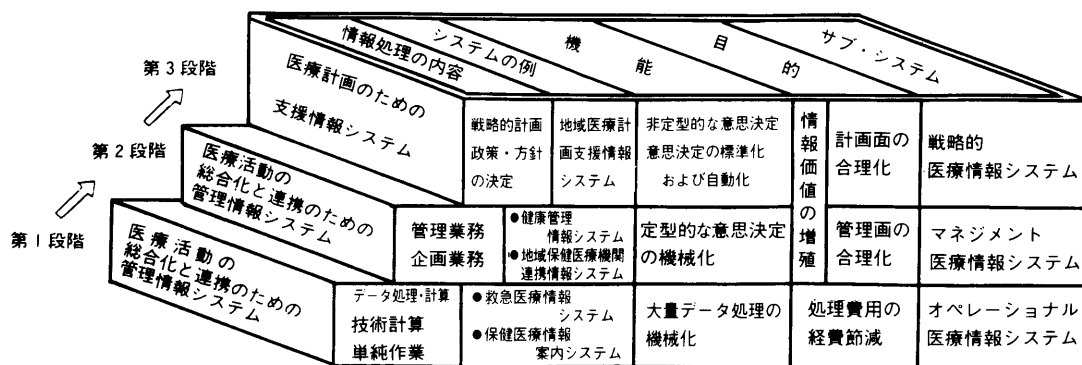 情報処理の内容
システムの例
機能
目的
サブ・システム
第3段階
医療計画のための
支援情報システム
戦略的計画
政策・方針
の決定
地域医療計
画支援情報
システム
非定型的な意思決定
意思決定の標準化
および自動化
情報価値の増殖
計画面の
合理化
戦略的
医療情報システム
第2段階
医療活動の
総合化と連携のための
管理情報システム
管理業務
企画業務
●健康管理
情報システム
●地域保健医療機関
連携情報システム
定型的な意思決定
の機械化
管理画の
合理化
マネジメント
医療情報システム
第1段階
医療活動の
総合化と連携のための
管理情報システム
データ処理・計算
技術計算
単純作業
●救急医療情報
システム
●保健医療情報
案内システム
大量データ処理の
機械化
処理費用の
経費節減
オペレーショナル
医療情報システム